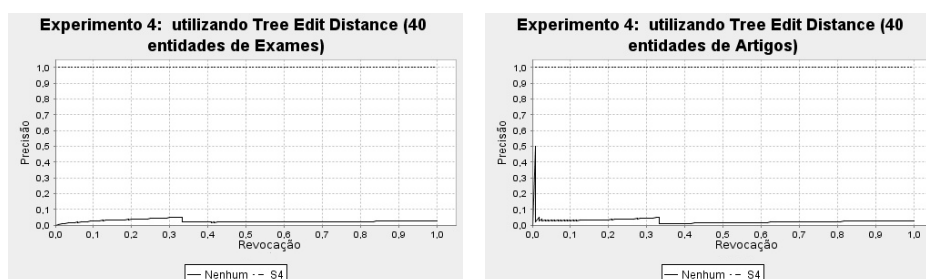 Experimento 4: utilizando Tree Edit Distance (40
entidades de Exames)
Precisão
1,0
0,9
0,8
0,7
0,6
0,5
0,4
0,3
0,2
0,1
0,0
0,0 0,1 0,2 0,3 0,4 0,5 0,6 0,7 0,8 0,9 1,0
Revocação
— Nenhum - – S4
Experimento 4: utilizando Tree Edit Distance (40
entidades de Artigos)
Precisão
1,0
0,9
0,8
0,7
0,6
0,5
0,4
0,3
0,2
0,1
0,0
0,0 0,1 0,2 0,3 0,4 0,5 0,6 0,7 0,8 0,9 1,0
Revocação
— Nenhum - – S4